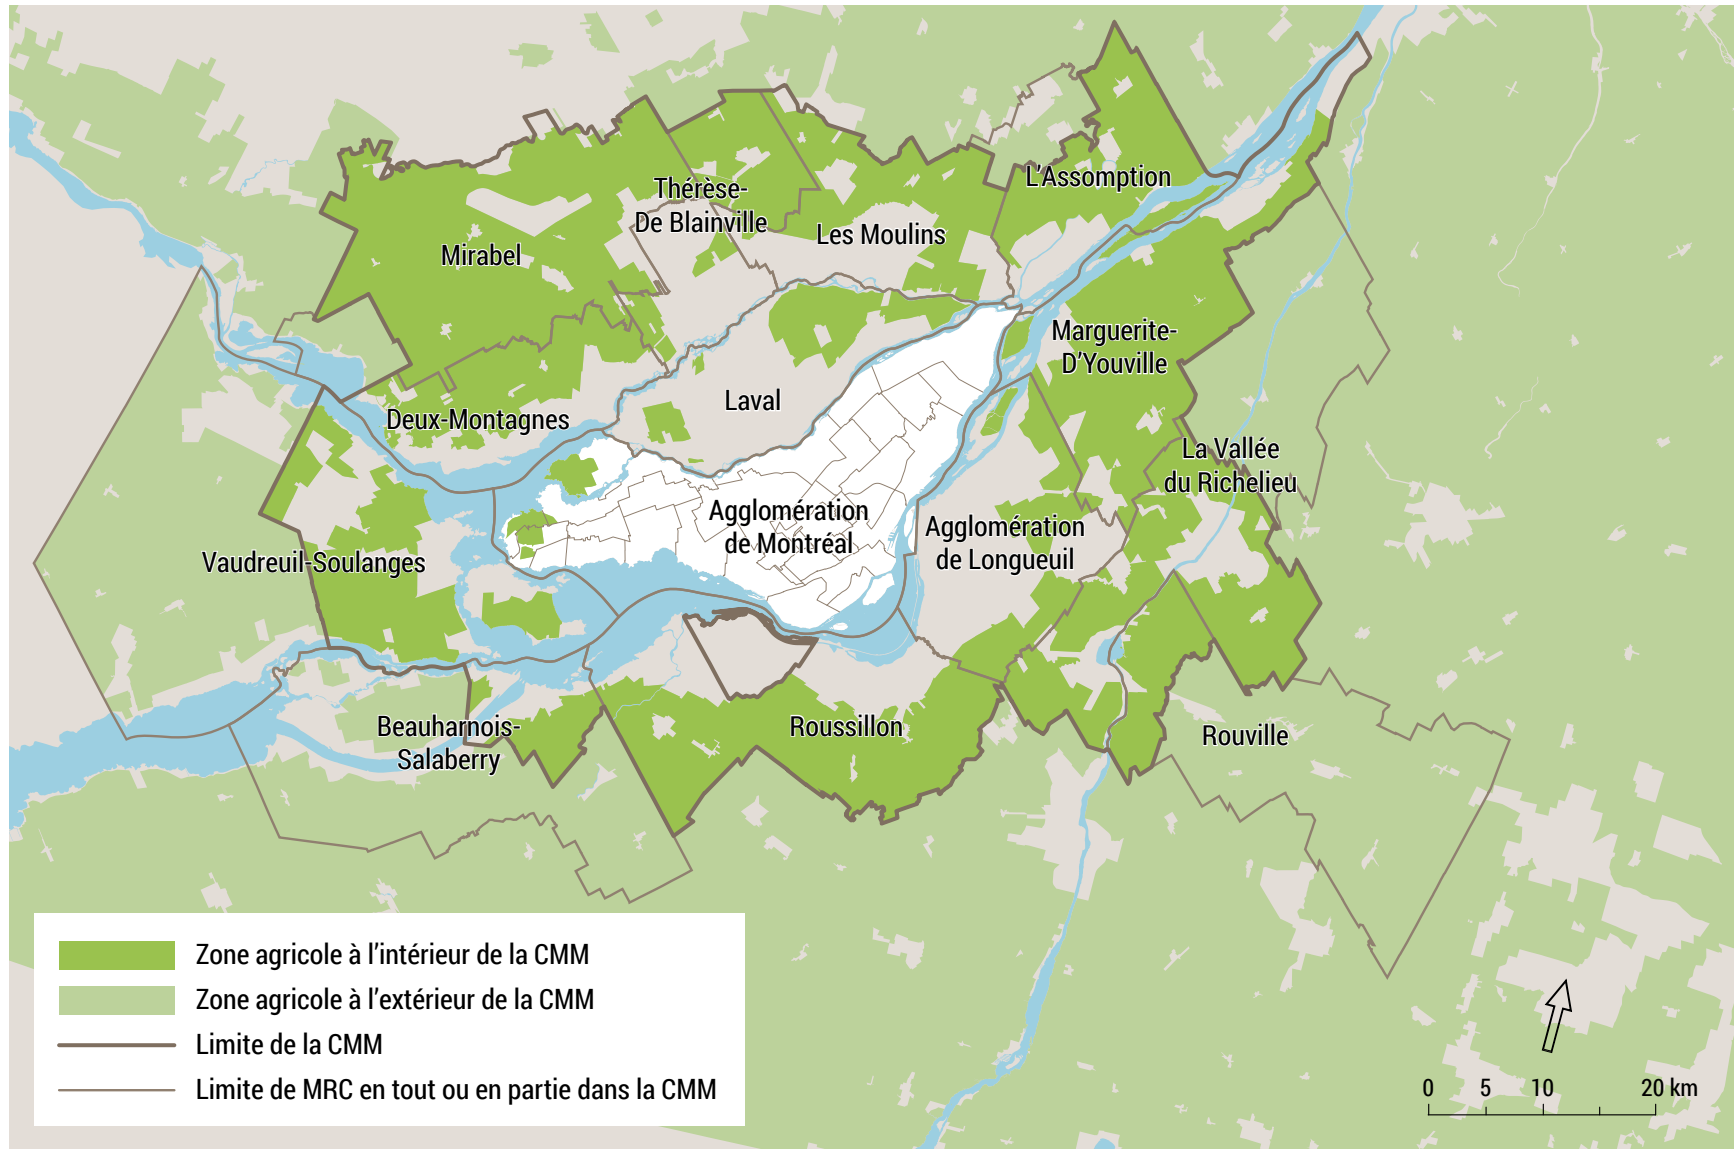 L'Assomption
Thérèse-
De Blainville
Les Moulins
Mirabel
Marguerite-
D'Youville
Laval
Deux-Montagnes
La Vallée
du Richelieu
Agglomération
de Montréal
Agglomération
de Longueuil
Vaudreuil-Soulanges
Beauharnois-
Salaberry
Roussillon
Rouville
Zone agricole à l'intérieur de la CMM
Zone agricole à l'extérieur de la CMM
Limite de la CMM
Limite de MRC en tout ou en partie dans la CMM
0 5 10 20 km